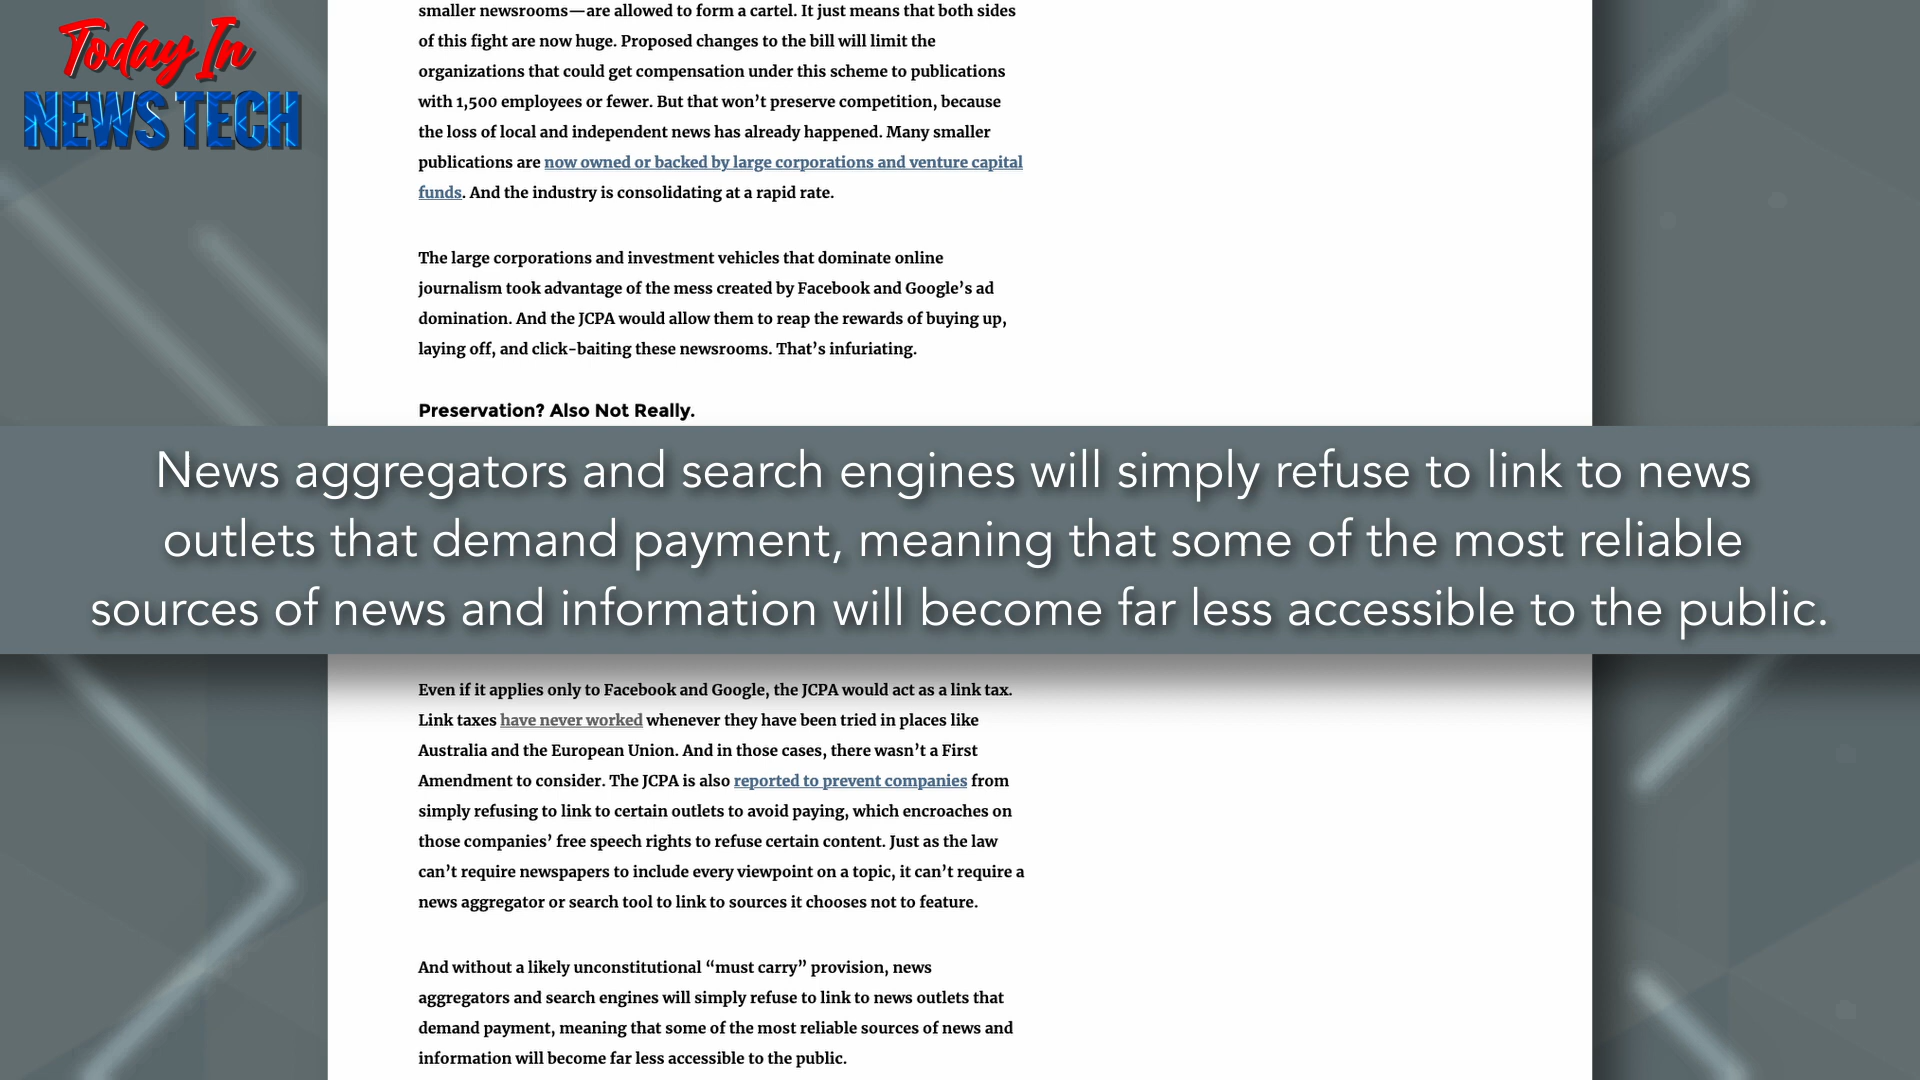 Today In
NEWS TECH
smaller newsrooms—are allowed to form a cartel. It just means that both sides
of this fight are now huge. Proposed changes to the bill will limit the
organizations that could get compensation under this scheme to publications
with 1,500 employees or fewer. But that won’t preserve competition, because
the loss of local and independent news has already happened. Many smaller
publications are now owned or backed by large corporations and venture capital
funds. And the industry is consolidating at a rapid rate.
The large corporations and investment vehicles that dominate online
journalism took advantage of the mess created by Facebook and Google’s ad
domination. And the JCPA would allow them to reap the rewards of buying up,
laying off, and click-baiting these newsrooms. That’s infuriating.
Preservation? Also Not Really.
News aggregators and search engines will simply refuse to link to news
outlets that demand payment, meaning that some of the most reliable
sources of news and information will become far less accessible to the public.
Even if it applies only to Facebook and Google, the JCPA would act as a link tax.
Link taxes have never worked whenever they have been tried in places like
Australia and the European Union. And in those cases, there wasn’t a First
Amendment to consider. The JCPA is also reported to prevent companies from
simply refusing to link to certain outlets to avoid paying, which encroaches on
those companies’ free speech rights to refuse certain content. Just as the law
can’t require newspapers to include every viewpoint on a topic, it can’t require a
news aggregator or search tool to link to sources it chooses not to feature.
And without a likely unconstitutional “must carry” provision, news
aggregators and search engines will simply refuse to link to news outlets that
demand payment, meaning that some of the most reliable sources of news and
information will become far less accessible to the public.